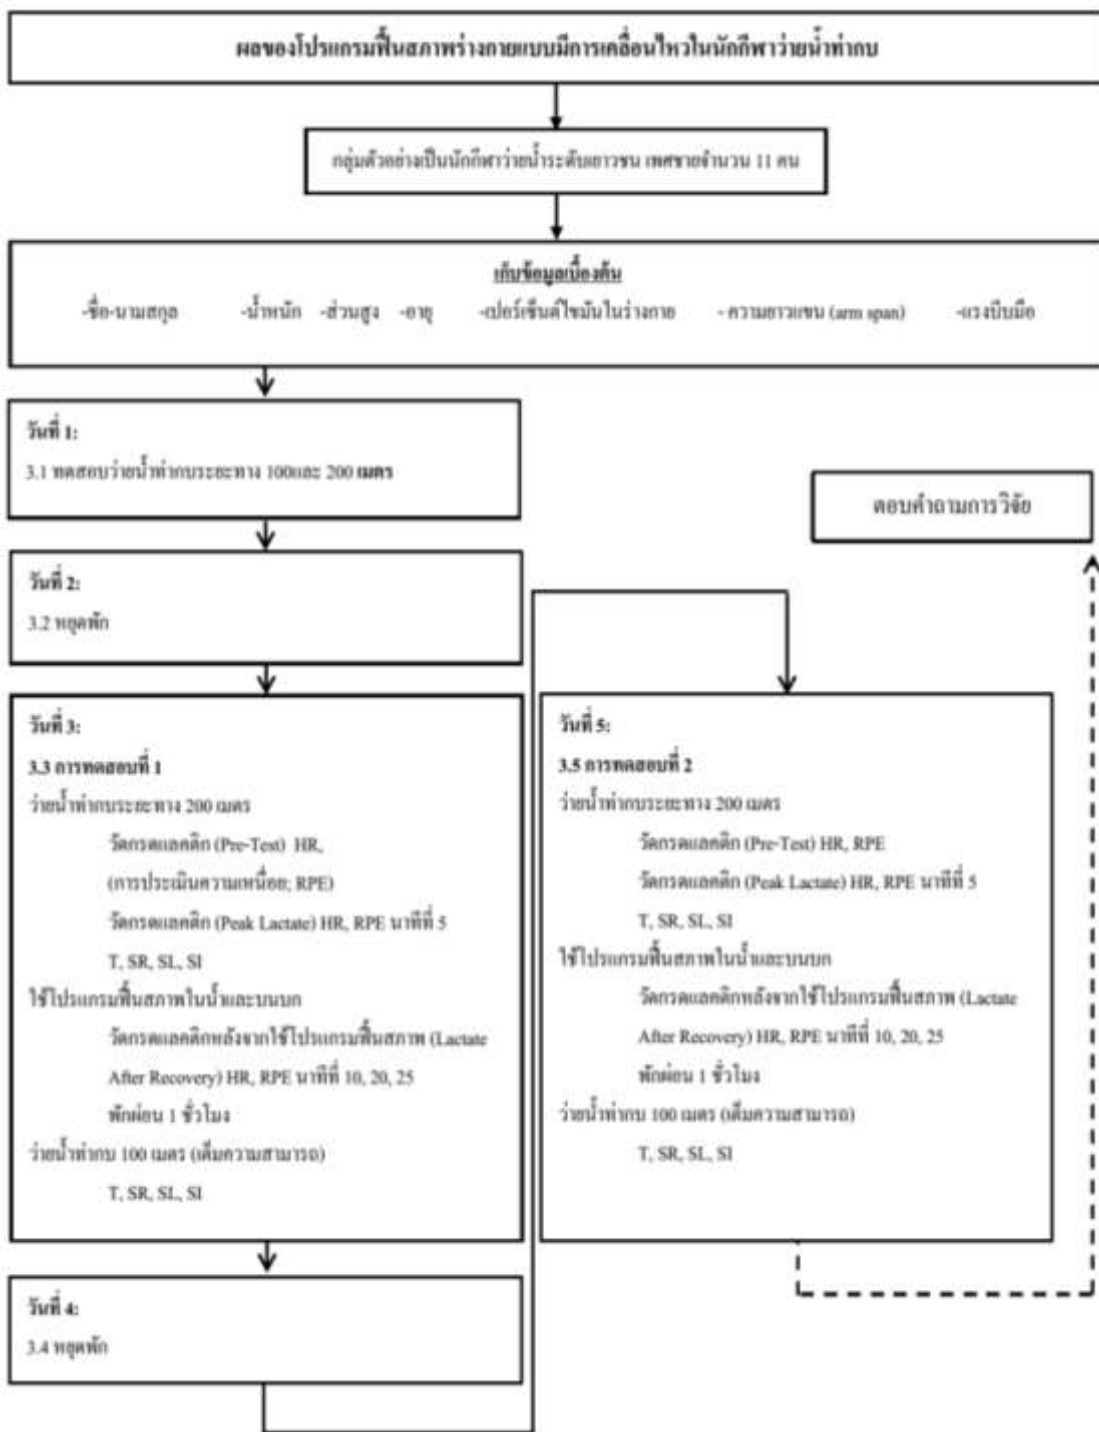 ผลของโปรแกรมฟื้นสภาพร่างกายแบบมีการเคลื่อนไหวในนักกีฬาว่ายน้ำท่ากบ
กลุ่มตัวอย่างเป็นนักกีฬาว่ายน้ำระดับเยาวชน เพศชายจำนวน 11 คน
เก็บข้อมูลเบื้องต้น
-ชื่อ-นามสกุล -น้ำหนัก -ส่วนสูง -อายุ -เปอร์เซ็นต์ไขมันในร่างกาย - ความยาวแขน (arm span) -แรงบีบมือ
วันที่ 1:
3.1 ทดสอบว่ายน้ำท่ากบระยะทาง 100และ 200 เมตร
วันที่ 2:
3.2 หยุดพัก
วันที่ 3:
3.3 การทดสอบที่ 1
ว่ายน้ำท่ากบระยะทาง 200 เมตร
วัดกรดแลคติก (Pre-Test) HR,
(การประเมินความเหนื่อย; RPE)
วัดกรดแลคติก (Peak Lactate) HR, RPE นาทีที่ 5
T, SR, SL, SI
ใช้โปรแกรมฟื้นสภาพในน้ำและบนบก
วัดกรดแลคติกหลังจากใช้โปรแกรมฟื้นสภาพ (Lactate
After Recovery) HR, RPE นาทีที่ 10, 20, 25
พักผ่อน 1 ชั่วโมง
ว่ายน้ำท่ากบ 100 เมตร (เต็มความสามารถ)
T, SR, SL, SI
วันที่ 4:
3.4 หยุดพัก
วันที่ 5:
3.5 การทดสอบที่ 2
ว่ายน้ำท่ากบระยะทาง 200 เมตร
วัดกรดแลคติก (Pre-Test) HR, RPE
วัดกรดแลคติก (Peak Lactate) HR, RPE นาทีที่ 5
T, SR, SL, SI
ใช้โปรแกรมฟื้นสภาพในน้ำและบนบก
วัดกรดแลคติกหลังจากใช้โปรแกรมฟื้นสภาพ (Lactate
After Recovery) HR, RPE นาทีที่ 10, 20, 25
พักผ่อน 1 ชั่วโมง
ว่ายน้ำท่ากบ 100 เมตร (เต็มความสามารถ)
T, SR, SL, SI
ตอบคำถามการวิจัย